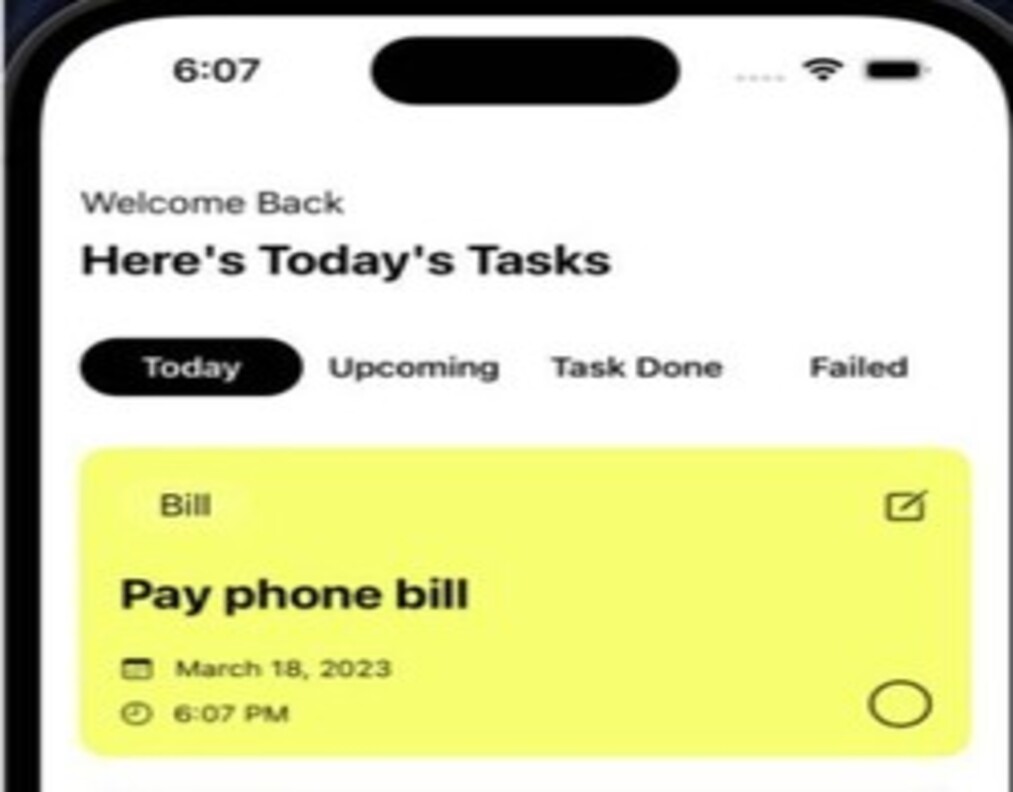 6:07
Welcome Back
Here's Today's Tasks
Today Upcoming Task Done Failed
Bill
Pay phone bill
March 18, 2023
6:07 PM